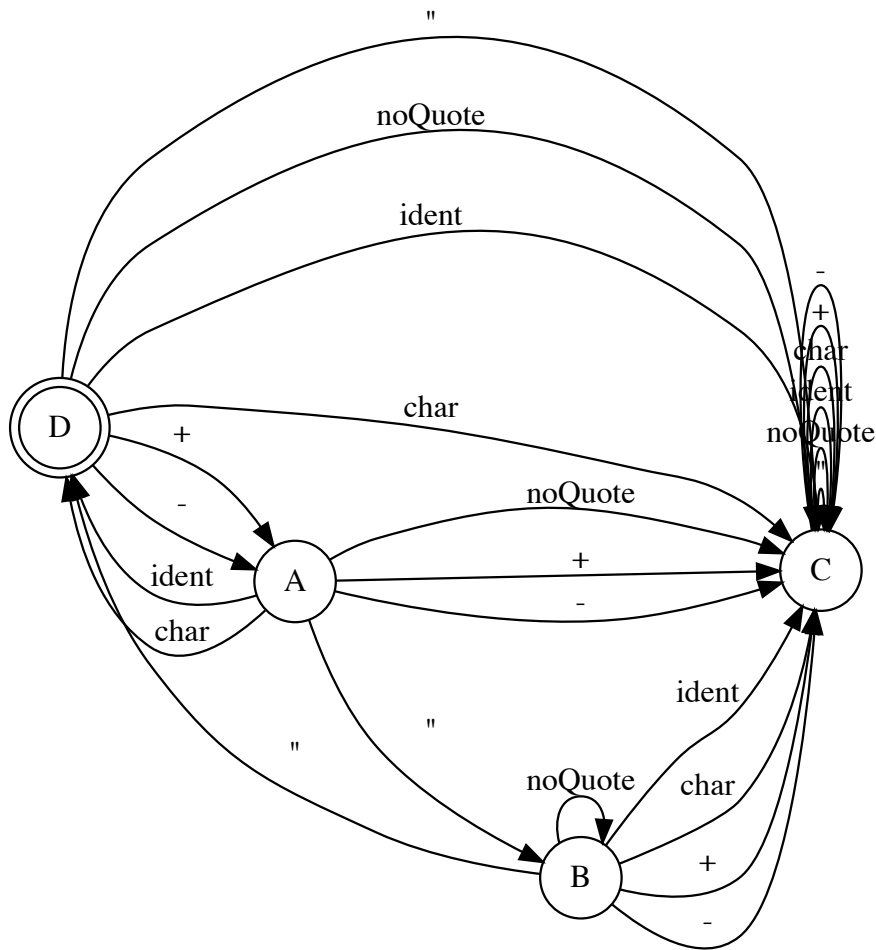 "
noQuote
ident
-
+
char
ident
noQuote
"
char
D
+
-
noQuote
+
C
ident
A
-
char
ident
"
"
noQuote
char
+
B
-